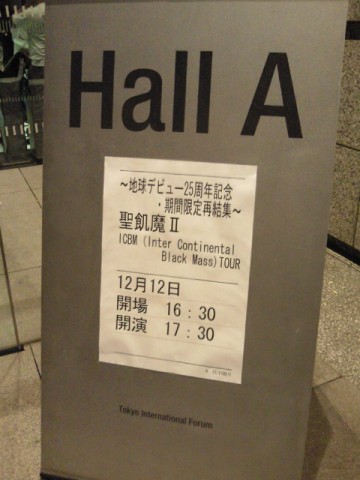 Hall A
～地球デビュー25周年記念
・期間限定再結集～
聖飢魔Ⅱ
ICBM (Inter Continental
Black Mass)TOUR
12月12日
開場 16：30
開演 17：30
Tokyo International Forum